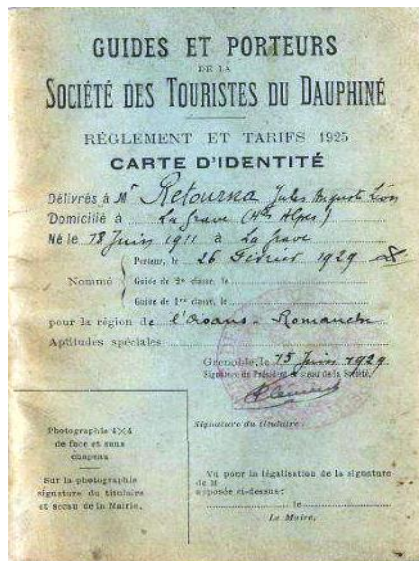 GUIDES ET PORTEURS
DE LA
SOCIÉTÉ DES TOURISTES DU DAUPHINÉ
RÉGLEMENT ET TARIFS 1925
CARTE D'IDENTITÉ
Délivrés à Mr Retourna Jules Auguste Léon
Domicilié à La Grave (Htes Alpes)
Né le 18 Juin 1911 à La Grave
Nommé
Porteur, le 26 Février 1929
Guide de 2e classe, le
Guide de 1re classe, le
pour la région de l'Oisans - Romanche
Aptitudes spéciales
Grenoble, le 15 Juin 1929
Signature du Président et sceau de la Société,
Photographie 4×4
de face et sans
chapeau
Sur la photographie
signature du titulaire
et sceau de la Mairie.
Signature du titulaire :
Vu pour la légalisation de la signature
de M
apposée ci-dessus :
le
Le Maire,